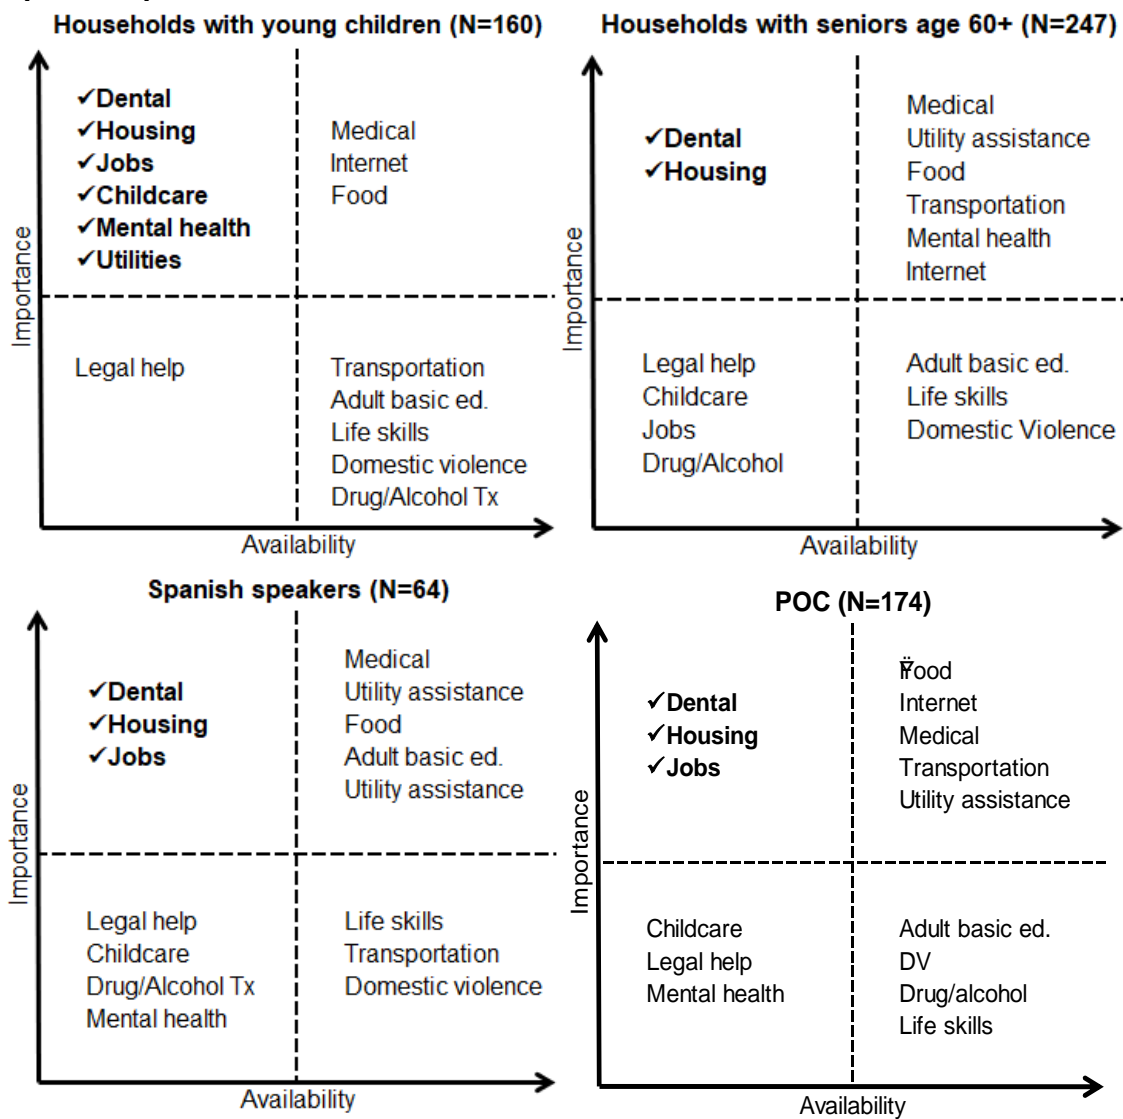 Households with young children (N=160)
✓Dental
✓Housing
✓Jobs
✓Childcare
✓Mental health
✓Utilities
Medical
Internet
Food
Importance
Legal help
Transportation
Adult basic ed.
Life skills
Domestic violence
Drug/Alcohol Tx
Availability
Households with seniors age 60+ (N=247)
✓Dental
✓Housing
Medical
Utility assistance
Food
Transportation
Mental health
Internet
Importance
Legal help
Childcare
Jobs
Drug/Alcohol
Adult basic ed.
Life skills
Domestic Violence
Availability
Spanish speakers (N=64)
✓Dental
✓Housing
✓Jobs
Medical
Utility assistance
Food
Adult basic ed.
Utility assistance
Importance
Legal help
Childcare
Drug/Alcohol Tx
Mental health
Life skills
Transportation
Domestic violence
Availability
POC (N=174)
✓Dental
✓Housing
✓Jobs
Food
Internet
Medical
Transportation
Utility assistance
Importance
Childcare
Legal help
Mental health
Adult basic ed.
DV
Drug/alcohol
Life skills
Availability